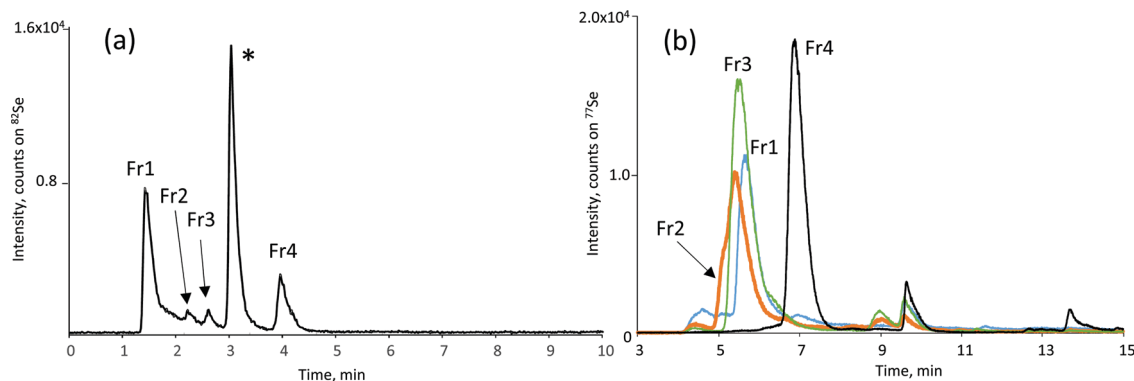 1.6x10⁴
(a)
*
Intensity, counts on ⁸²Se
0.8
Fr1
Fr2
Fr3
Fr4
0
0 1 2 3 4 5 6 7 8 9 10
Time, min
2.0x10⁴
(b)
Fr4
Fr3
Fr1
Intensity, counts on ⁷⁷Se
1.0
Fr2
0
3 5 7 9 11 13 15
Time, min